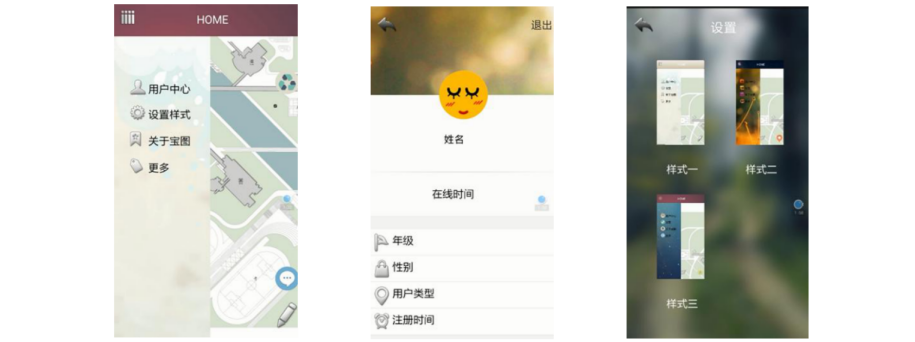 HOME
用户中心
设置样式
关于宝图
更多
退出
姓名
在线时间
年级
性别
用户类型
注册时间
设置
样式一
样式二
样式三